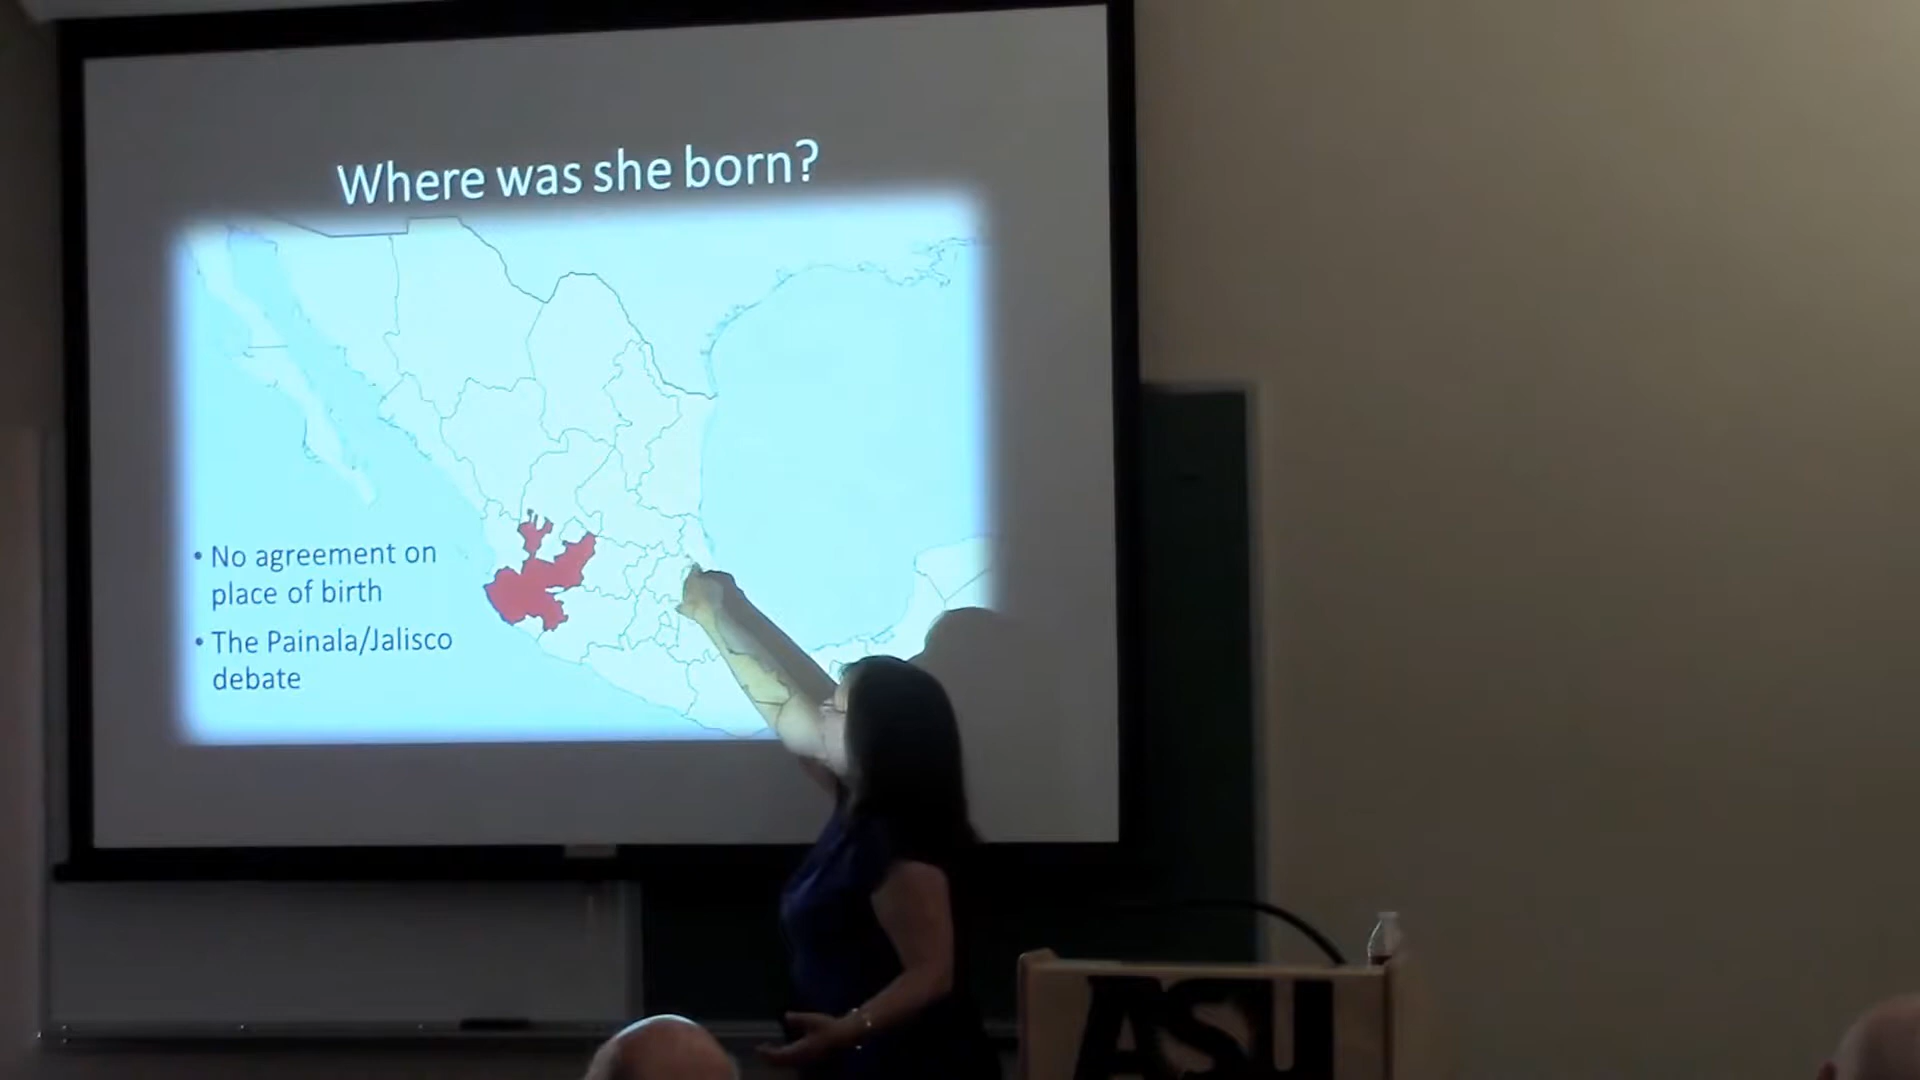 Where was she born?
• No agreement on
place of birth
• The Painala/Jalisco
debate
ASU